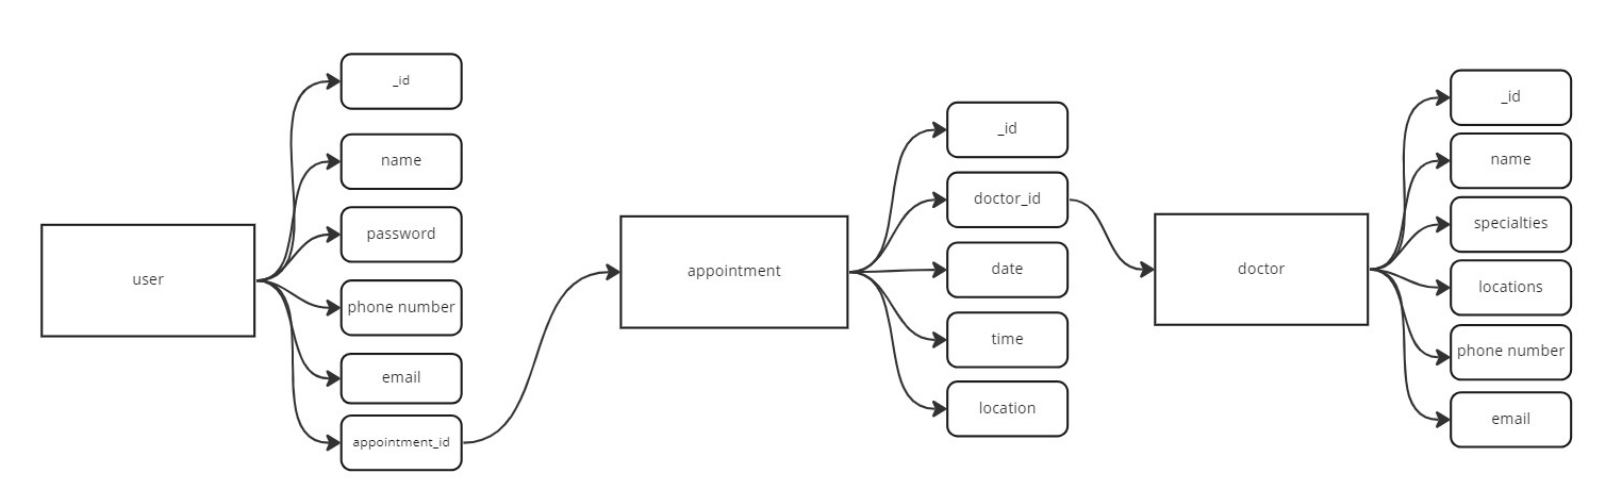 user
_id
name
password
phone number
email
appointment_id
appointment
_id
doctor_id
date
time
location
doctor
_id
name
specialties
locations
phone number
email